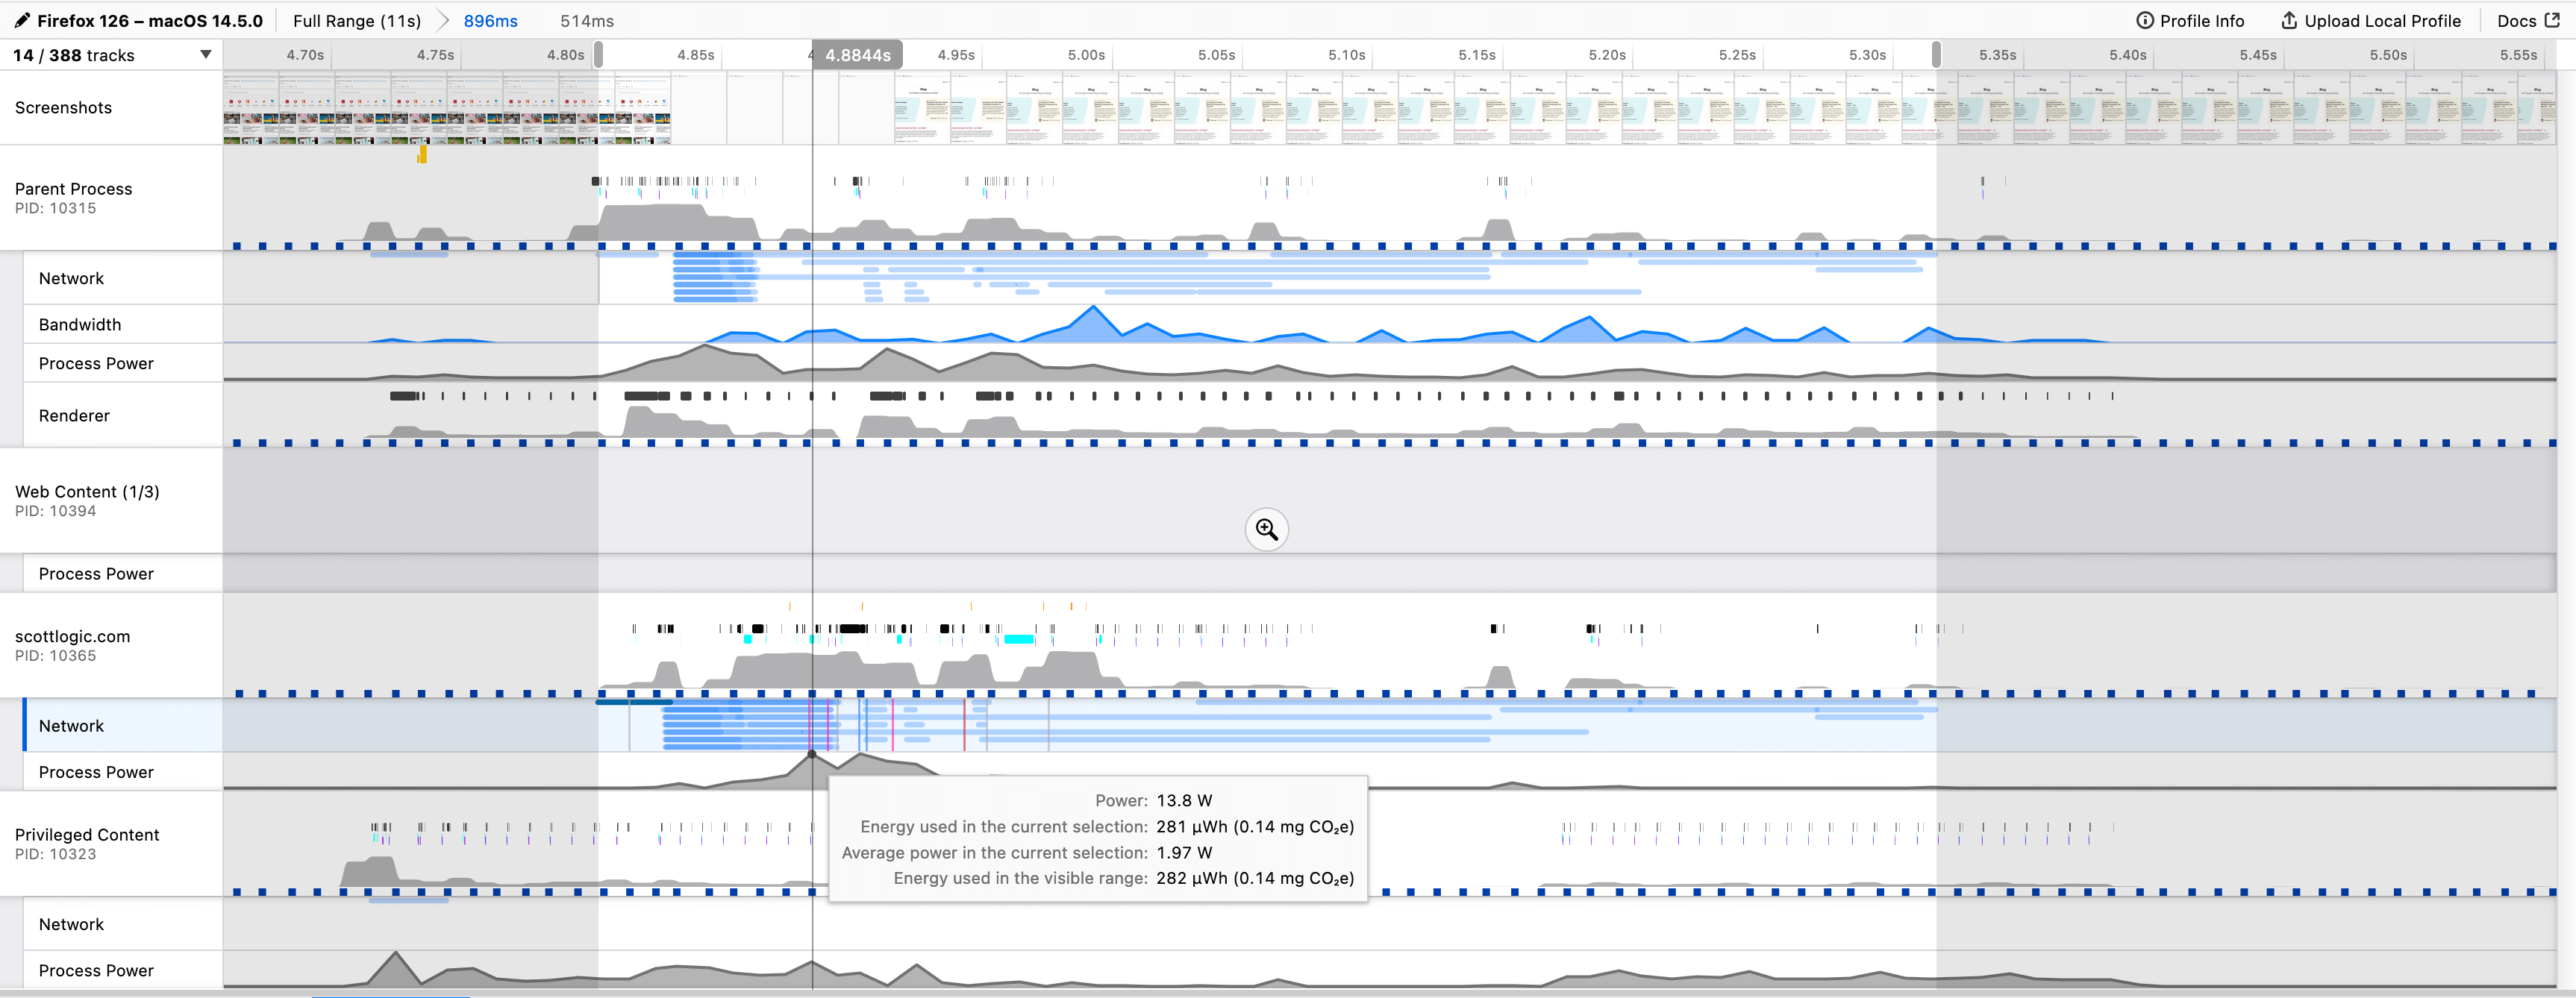 Firefox 126 – macOS 14.5.0 Full Range (11s) 896ms 514ms Profile Info Upload Local Profile Docs
14 / 388 tracks 4.70s 4.75s 4.80s 4.85s 4 4.8844s 4.95s 5.00s 5.05s 5.10s 5.15s 5.20s 5.25s 5.30s 5.35s 5.40s 5.45s 5.50s 5.55s
Screenshots
Parent Process
PID: 10315
Network
Bandwidth
Process Power
Renderer
Web Content (1/3)
PID: 10394
Process Power
scottlogic.com
PID: 10365
Network
Process Power
Power: 13.8 W
Energy used in the current selection: 281 μWh (0.14 mg CO₂e)
Average power in the current selection: 1.97 W
Energy used in the visible range: 282 μWh (0.14 mg CO₂e)
Privileged Content
PID: 10323
Network
Process Power